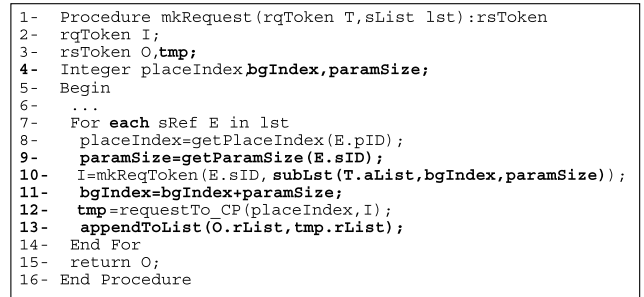 1- Procedure mkRequest(rqToken T,sList lst):rsToken
2- rqToken I;
3- rsToken O,tmp;
4- Integer placeIndex,bgIndex,paramSize;
5- Begin
6- ...
7- For each sRef E in lst
8- placeIndex=getPlaceIndex(E.pID);
9- paramSize=getParamSize(E.sID);
10- I=mkReqToken(E.sID,subLst(T.aList,bgIndex,paramSize));
11- bgIndex=bgIndex+paramSize;
12- tmp=requestTo_CP(placeIndex,I);
13- appendToList(O.rList,tmp.rList);
14- End For
15- return O;
16- End Procedure